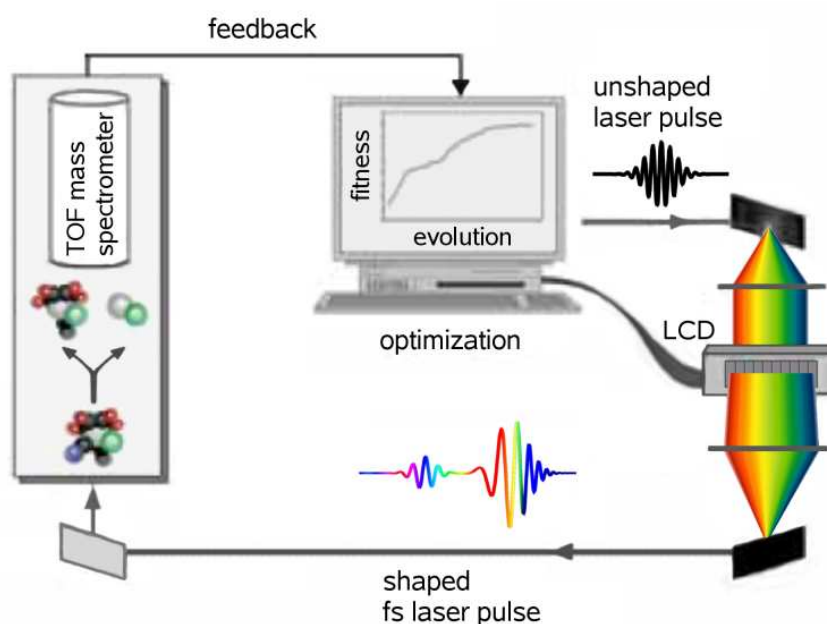 feedback
unshaped
laser pulse
TOF mass
spectrometer
fitness
evolution
LCD
optimization
shaped
fs laser pulse